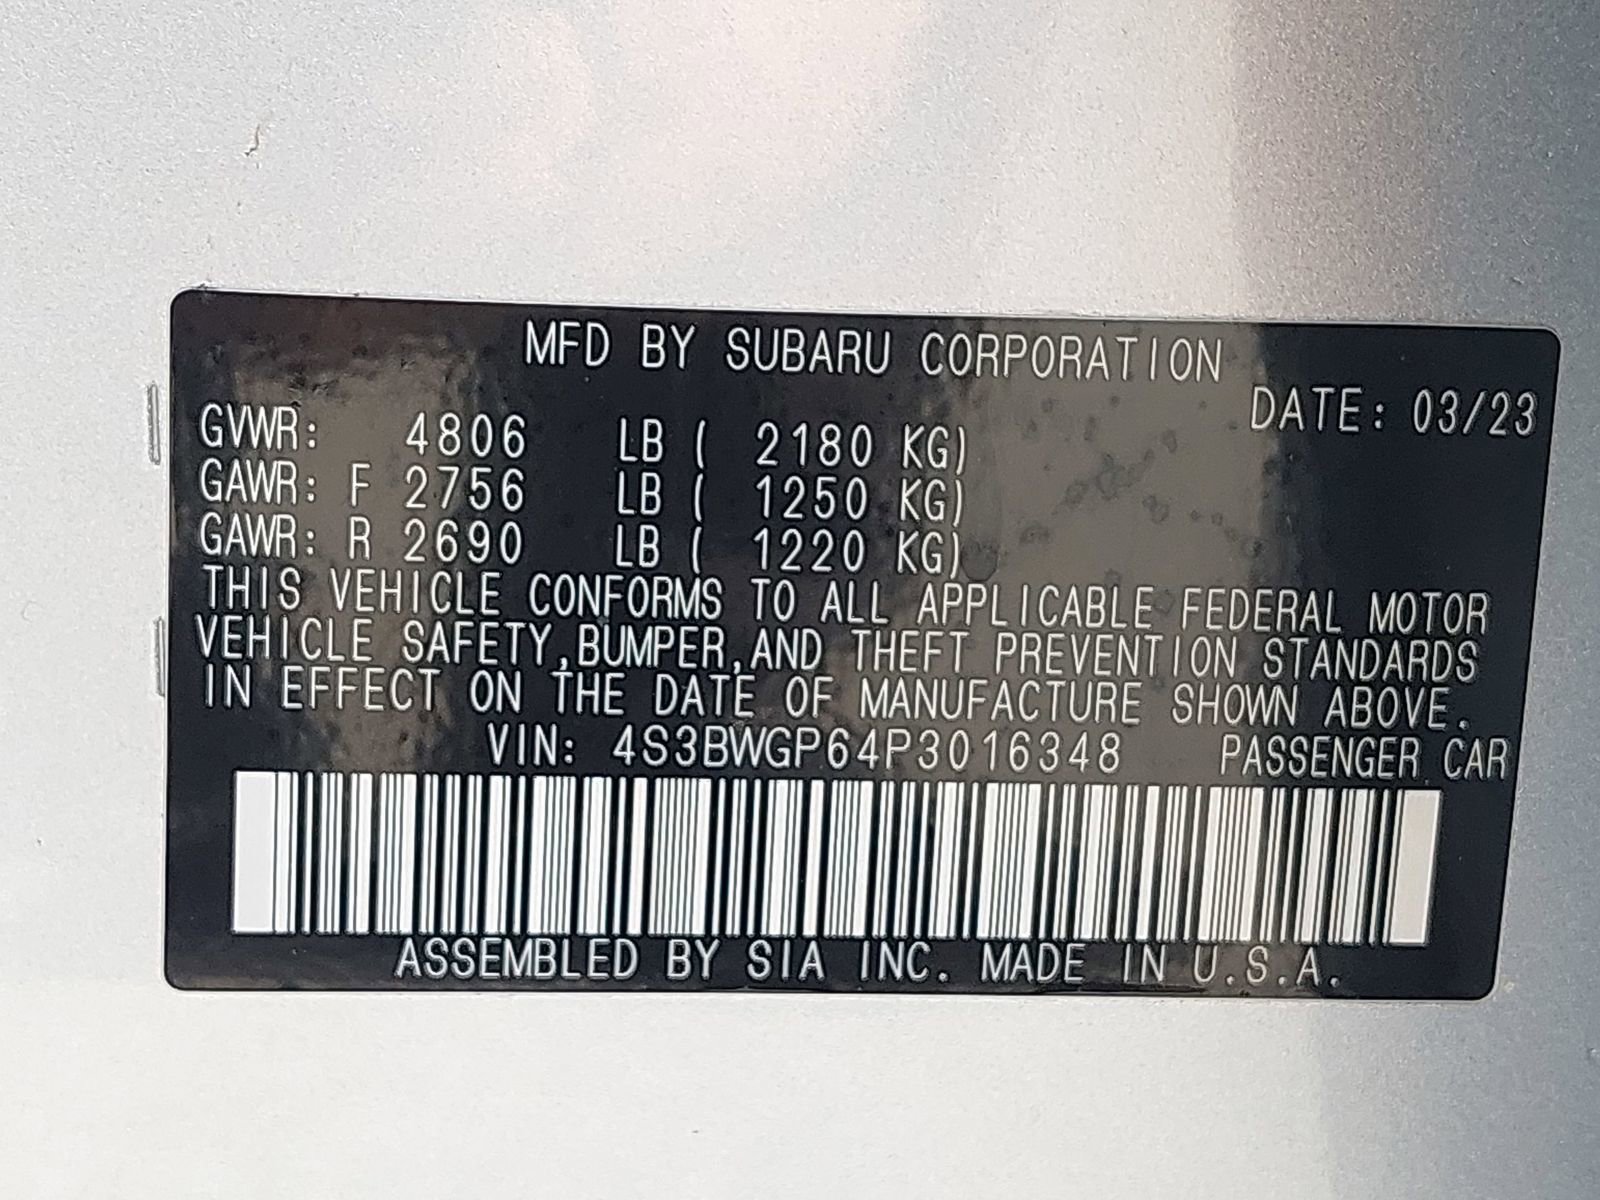 MFD BY SUBARU CORPORATION
DATE: 03/23
GVWR: 4806 LB ( 2180 KG)
GAWR: F 2756 LB ( 1250 KG)
GAWR: R 2690 LB ( 1220 KG)
THIS VEHICLE CONFORMS TO ALL APPLICABLE FEDERAL MOTOR
VEHICLE SAFETY,BUMPER,AND THEFT PREVENTION STANDARDS
IN EFFECT ON THE DATE OF MANUFACTURE SHOWN ABOVE.
VIN: 4S3BWGP64P3016348 PASSENGER CAR
ASSEMBLED BY SIA INC. MADE IN U.S.A.